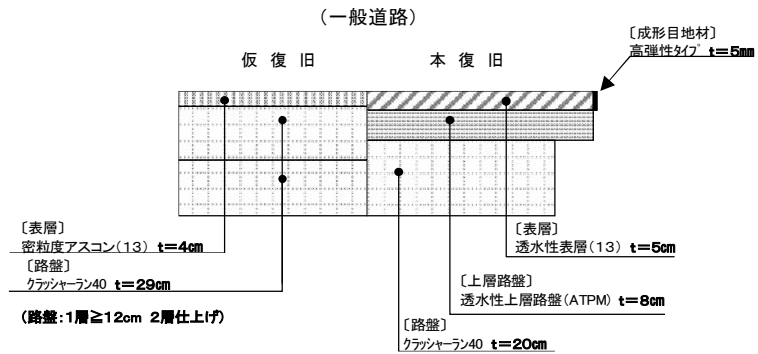 （一般道路）
〔成形目地材〕
高弾性タイプ t＝5mm
仮 復 旧
本 復 旧
〔表層〕
密粒度アスコン（13） t＝4cm
〔路盤〕
クラッシャーラン40 t＝29cm
（路盤：1層≧12cm 2層仕上げ）
〔表層〕
透水性表層（13） t＝5cm
〔上層路盤〕
透水性上層路盤（ATPM） t＝8cm
〔路盤〕
クラッシャーラン40 t＝20cm